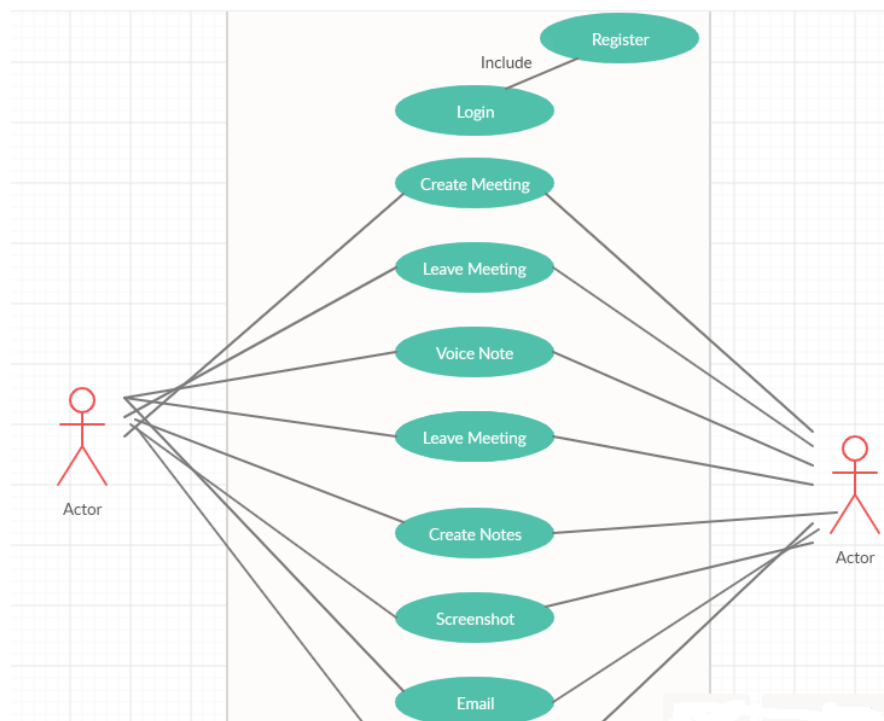 Register
Include
Login
Create Meeting
Leave Meeting
Voice Note
Leave Meeting
Actor
Create Notes
Actor
Screenshot
Email